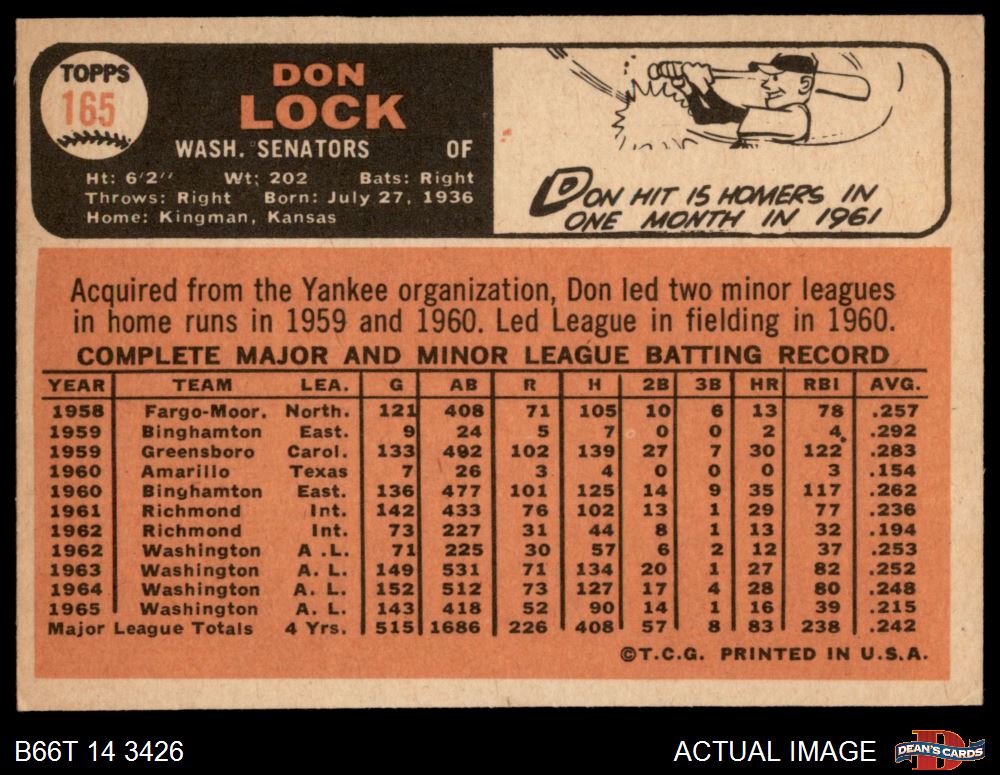 TOPPS
165
DON
LOCK
WASH. SENATORS OF
Ht: 6'2" Wt: 202 Bats: Right
Throws: Right Born: July 27, 1936
Home: Kingman, Kansas
DON HIT 15 HOMERS IN
ONE MONTH IN 1961
Acquired from the Yankee organization, Don led two minor leagues
in home runs in 1959 and 1960. Led League in fielding in 1960.
COMPLETE MAJOR AND MINOR LEAGUE BATTING RECORD
YEAR TEAM LEA. G AB R H 2B 3B HR RBI AVG.
1958 Fargo-Moor. North. 121 408 71 105 10 6 13 78 .257
1959 Binghamton East. 9 24 5 7 0 0 2 4 .292
1959 Greensboro Carol. 133 492 102 139 27 7 30 122 .283
1960 Amarillo Texas 7 26 3 4 0 0 0 3 .154
1960 Binghamton East. 136 477 101 125 14 9 35 117 .262
1961 Richmond Int. 142 433 76 102 13 1 29 77 .236
1962 Richmond Int. 73 227 31 44 8 1 13 32 .194
1962 Washington A .L. 71 225 30 57 6 2 12 37 .253
1963 Washington A. L. 149 531 71 134 20 1 27 82 .252
1964 Washington A. L. 152 512 73 127 17 4 28 80 .248
1965 Washington A. L. 143 418 52 90 14 1 16 39 .215
Major League Totals 4 Yrs. 515 1686 226 408 57 8 83 238 .242
©T.C.G. PRINTED IN U.S.A.
B66T 14 3426
ACTUAL IMAGE
DEAN'S CARDS